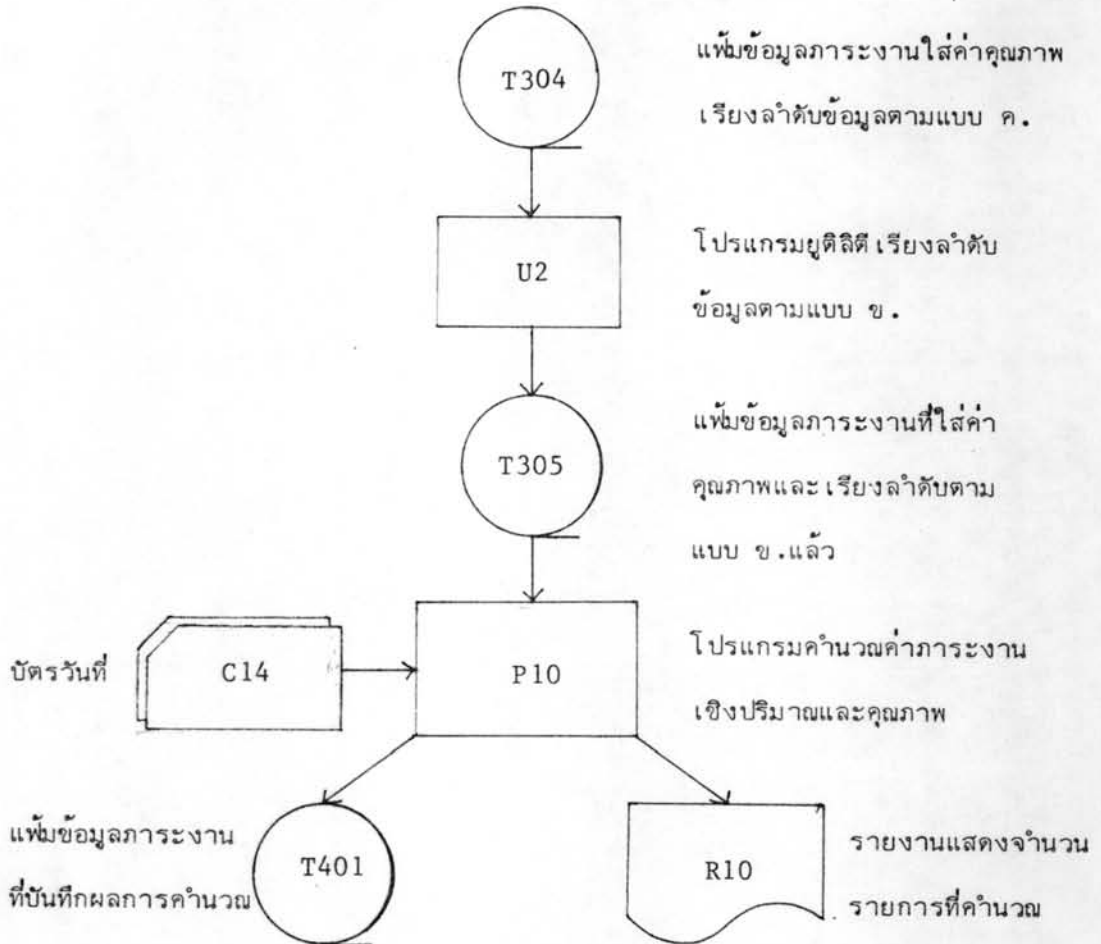 T304
แฟ้มข้อมูลภาระงานใส่ค่าคุณภาพ
เรียงลำดับข้อมูลตามแบบ ค.
U2
โปรแกรมยูติลิตี เรียงลำดับ
ข้อมูลตามแบบ ข.
T305
แฟ้มข้อมูลภาระงานที่ใส่ค่า
คุณภาพและเรียงลำดับตาม
แบบ ข.แล้ว
บัตรวันที่
C14
P10
โปรแกรมคำนวณค่าภาระงาน
เชิงปริมาณและคุณภาพ
แฟ้มข้อมูลภาระงาน
ที่บันทึกผลการคำนวณ
T401
R10
รายงานแสดงจำนวน
รายการที่คำนวณ